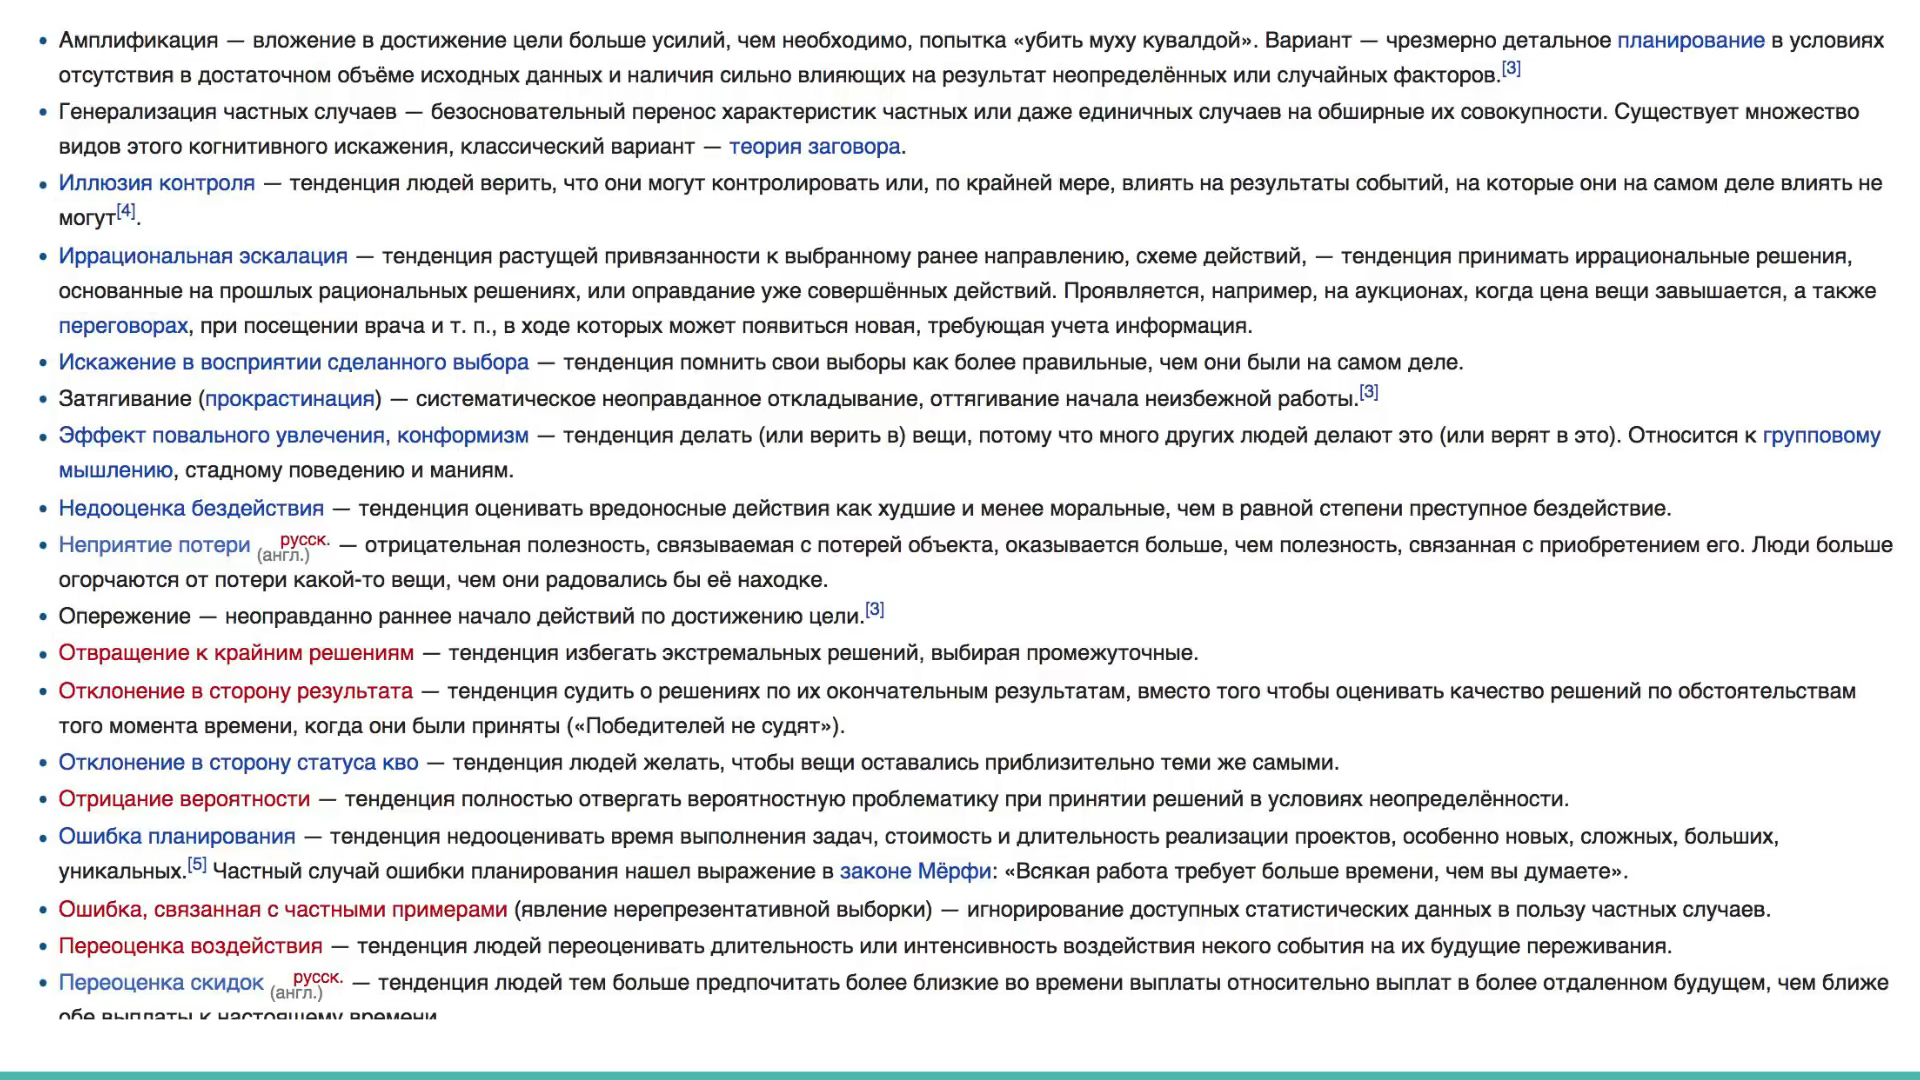 Амплификация — вложение в достижение цели больше усилий, чем необходимо, попытка «убить муху кувалдой». Вариант — чрезмерно детальное планирование в условиях
отсутствия в достаточном объёме исходных данных и наличия сильно влияющих на результат неопределённых или случайных факторов.[3]
Генерализация частных случаев — безосновательный перенос характеристик частных или даже единичных случаев на обширные их совокупности. Существует множество
видов этого когнитивного искажения, классический вариант — теория заговора.
Иллюзия контроля — тенденция людей верить, что они могут контролировать или, по крайней мере, влиять на результаты событий, на которые они на самом деле влиять не
могут[4].
Иррациональная эскалация — тенденция растущей привязанности к выбранному ранее направлению, схеме действий, — тенденция принимать иррациональные решения,
основанные на прошлых рациональных решениях, или оправдание уже совершённых действий. Проявляется, например, на аукционах, когда цена вещи завышается, а также
переговорах, при посещении врача и т. п., в ходе которых может появиться новая, требующая учета информация.
Искажение в восприятии сделанного выбора — тенденция помнить свои выборы как более правильные, чем они были на самом деле.
Затягивание (прокрастинация) — систематическое неоправданное откладывание, оттягивание начала неизбежной работы.[3]
Эффект повального увлечения, конформизм — тенденция делать (или верить в) вещи, потому что много других людей делают это (или верят в это). Относится к групповому
мышлению, стадному поведению и маниям.
Недооценка бездействия — тенденция оценивать вредоносные действия как худшие и менее моральные, чем в равной степени преступное бездействие.
Неприятие потери русск. (англ.) — отрицательная полезность, связываемая с потерей объекта, оказывается больше, чем полезность, связанная с приобретением его. Люди больше
огорчаются от потери какой-то вещи, чем они радовались бы её находке.
Опережение — неоправданно раннее начало действий по достижению цели.[3]
Отвращение к крайним решениям — тенденция избегать экстремальных решений, выбирая промежуточные.
Отклонение в сторону результата — тенденция судить о решениях по их окончательным результатам, вместо того чтобы оценивать качество решений по обстоятельствам
того момента времени, когда они были приняты («Победителей не судят»).
Отклонение в сторону статуса кво — тенденция людей желать, чтобы вещи оставались приблизительно теми же самыми.
Отрицание вероятности — тенденция полностью отвергать вероятностную проблематику при принятии решений в условиях неопределённости.
Ошибка планирования — тенденция недооценивать время выполнения задач, стоимость и длительность реализации проектов, особенно новых, сложных, больших,
уникальных.[5] Частный случай ошибки планирования нашел выражение в законе Мёрфи: «Всякая работа требует больше времени, чем вы думаете».
Ошибка, связанная с частными примерами (явление нерепрезентативной выборки) — игнорирование доступных статистических данных в пользу частных случаев.
Переоценка воздействия — тенденция людей переоценивать длительность или интенсивность воздействия некого события на их будущие переживания.
Переоценка скидок русск. (англ.) — тенденция людей тем больше предпочитать более близкие во времени выплаты относительно выплат в более отдаленном будущем, чем ближе
обе выплаты к настоящему времени